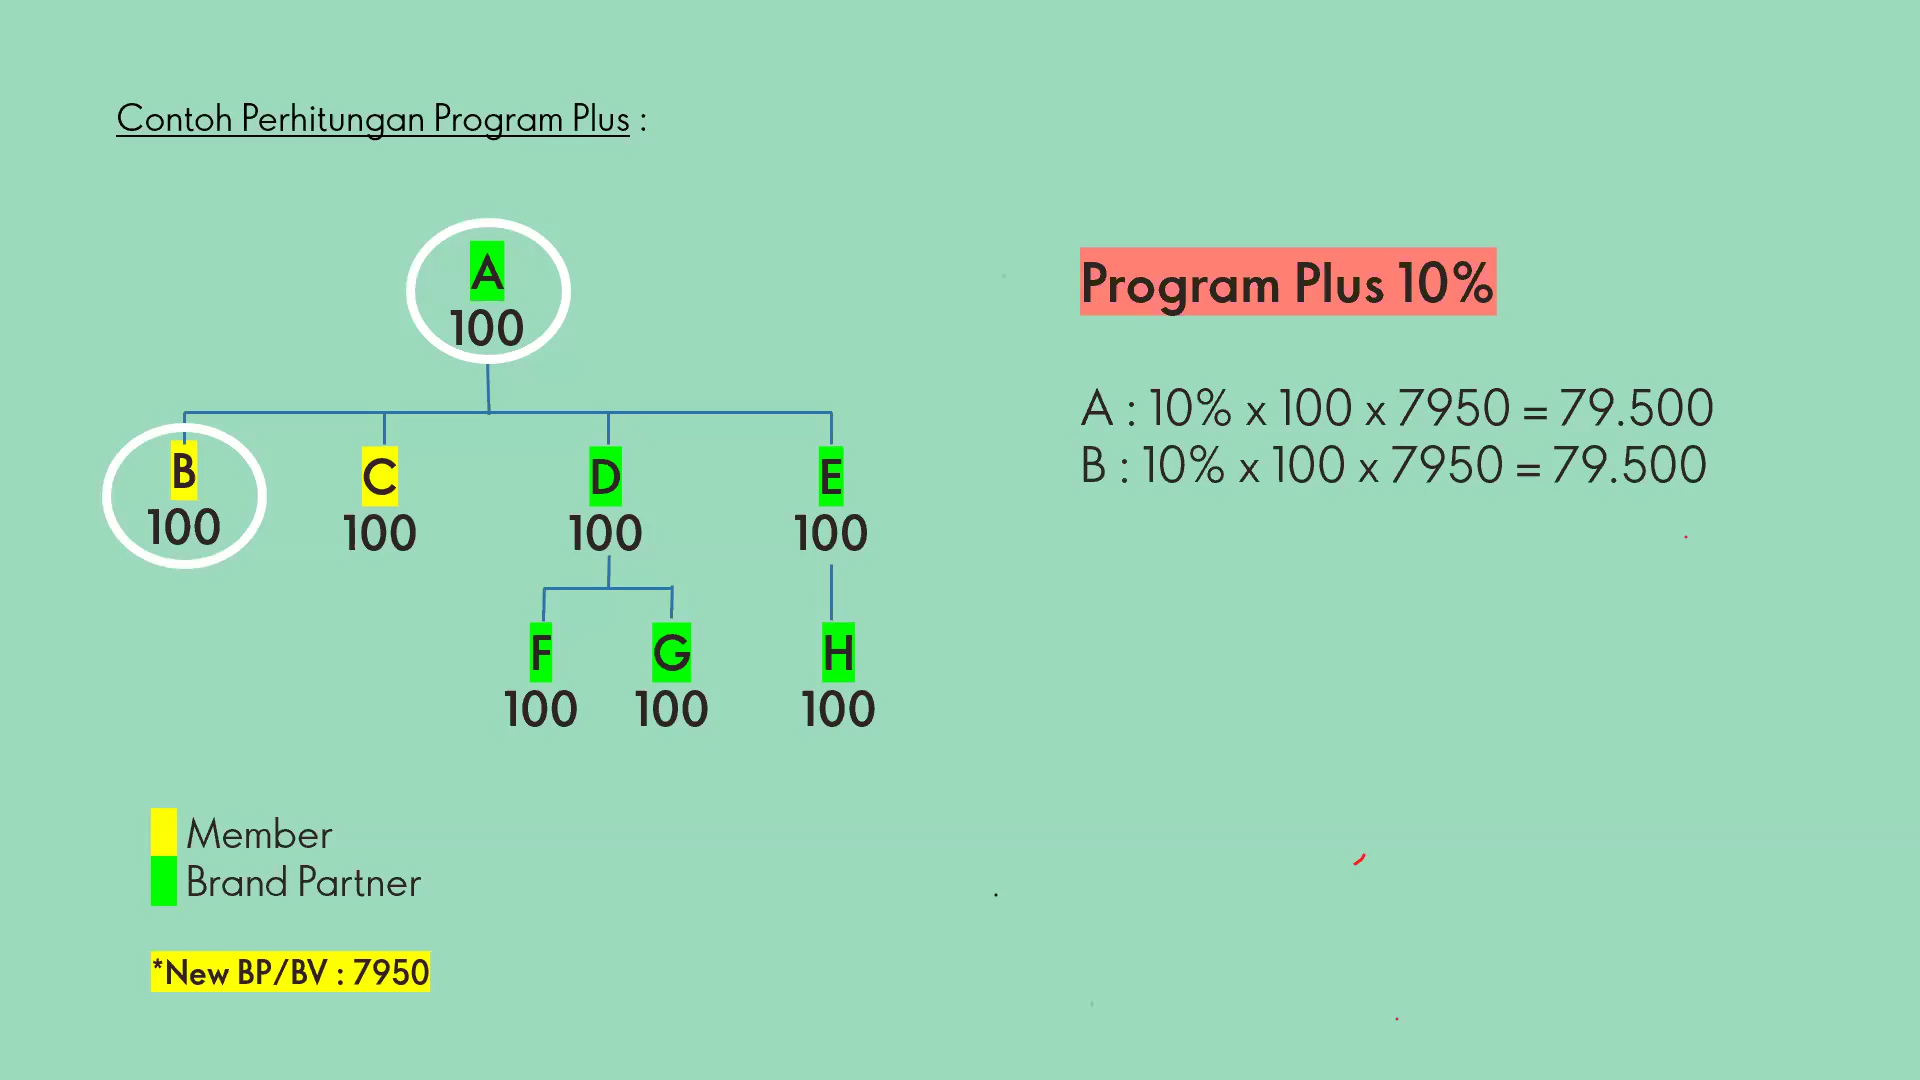 Contoh Perhitungan Program Plus :
A
100
B
100
C
100
D
100
E
100
F
100
G
100
H
100
Member
Brand Partner
*New BP/BV : 7950
Program Plus 10%
A : 10% x 100 x 7950 = 79.500
B : 10% x 100 x 7950 = 79.500